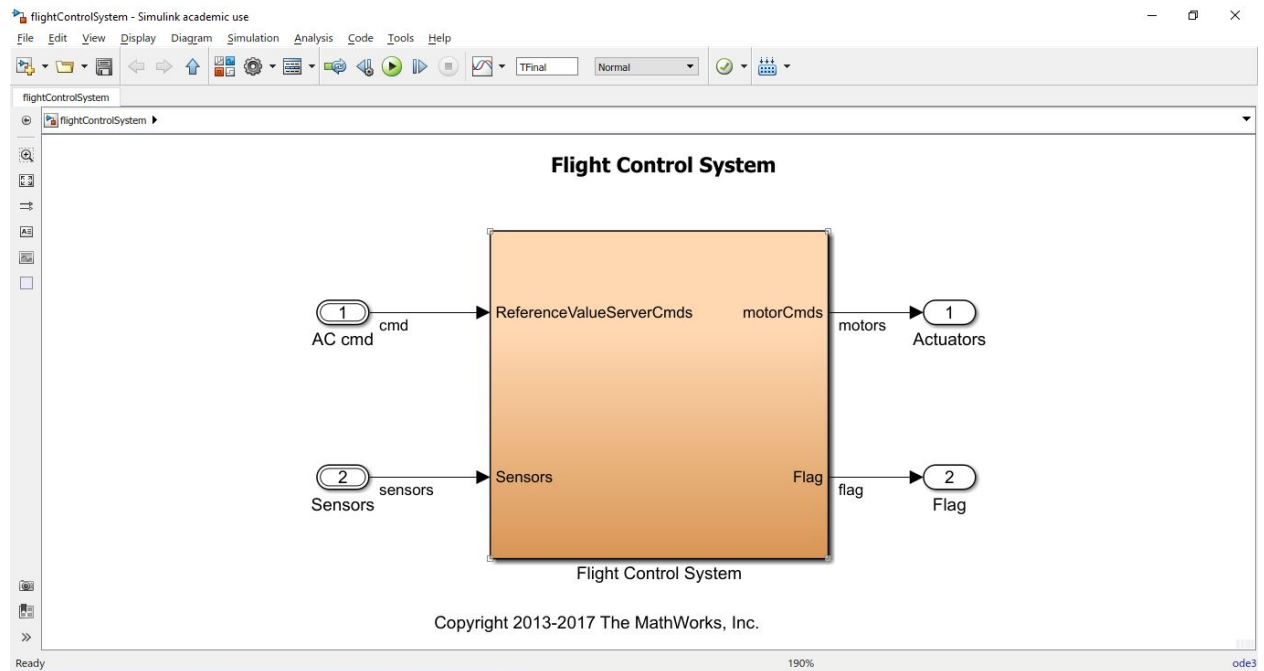 flightControlSystem - Simulink academic use
File Edit View Display Diagram Simulation Analysis Code Tools Help
TFinal Normal
flightControlSystem
flightControlSystem
Flight Control System
1 cmd ReferenceValueServerCmds motorCmds motors 1
AC cmd Actuators
2 sensors Sensors Flag flag 2
Sensors Flag
Flight Control System
Copyright 2013-2017 The MathWorks, Inc.
Ready 190% ode3